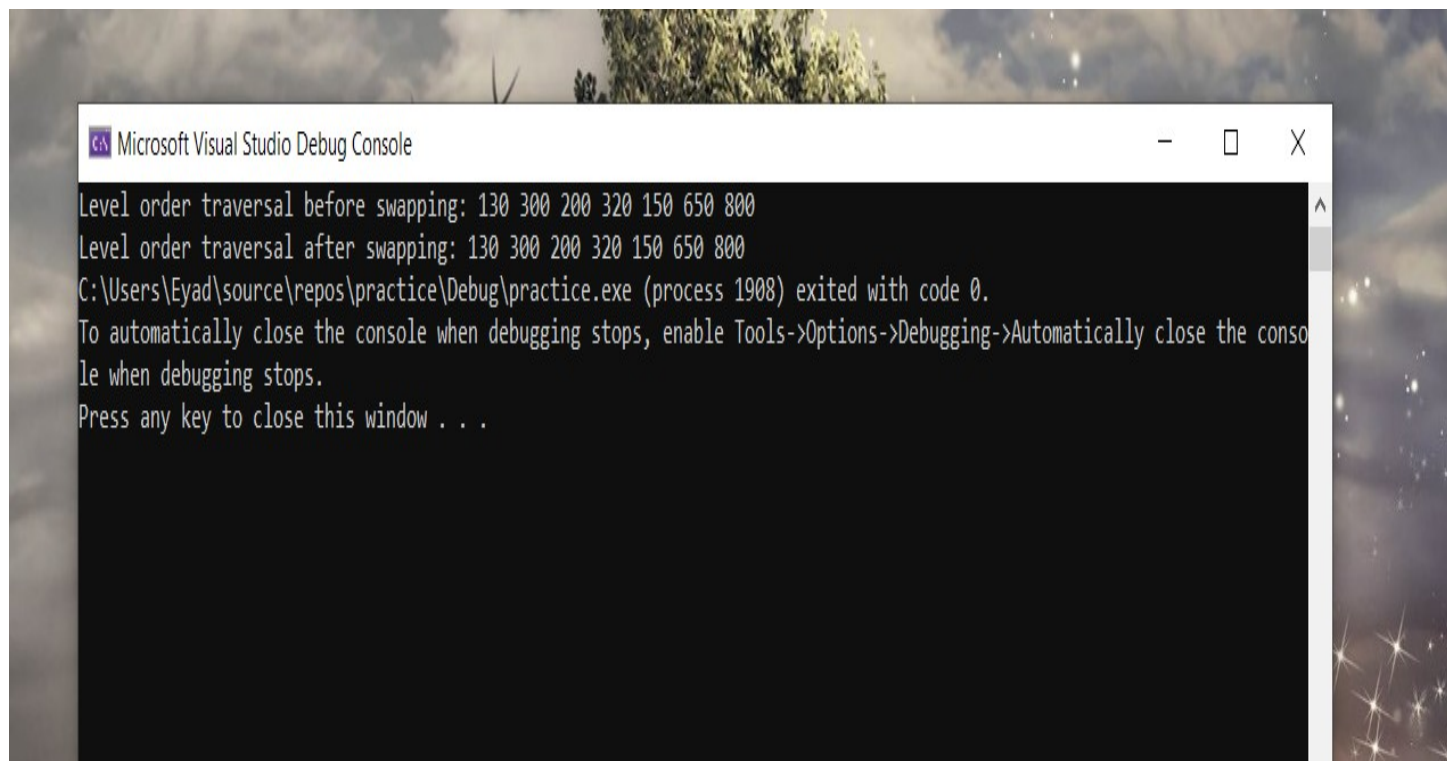 Microsoft Visual Studio Debug Console
Level order traversal before swapping: 130 300 200 320 150 650 800
Level order traversal after swapping: 130 300 200 320 150 650 800
C:\Users\Eyad\source\repos\practice\Debug\practice.exe (process 1908) exited with code 0.
To automatically close the console when debugging stops, enable Tools->Options->Debugging->Automatically close the conso
le when debugging stops.
Press any key to close this window . . .